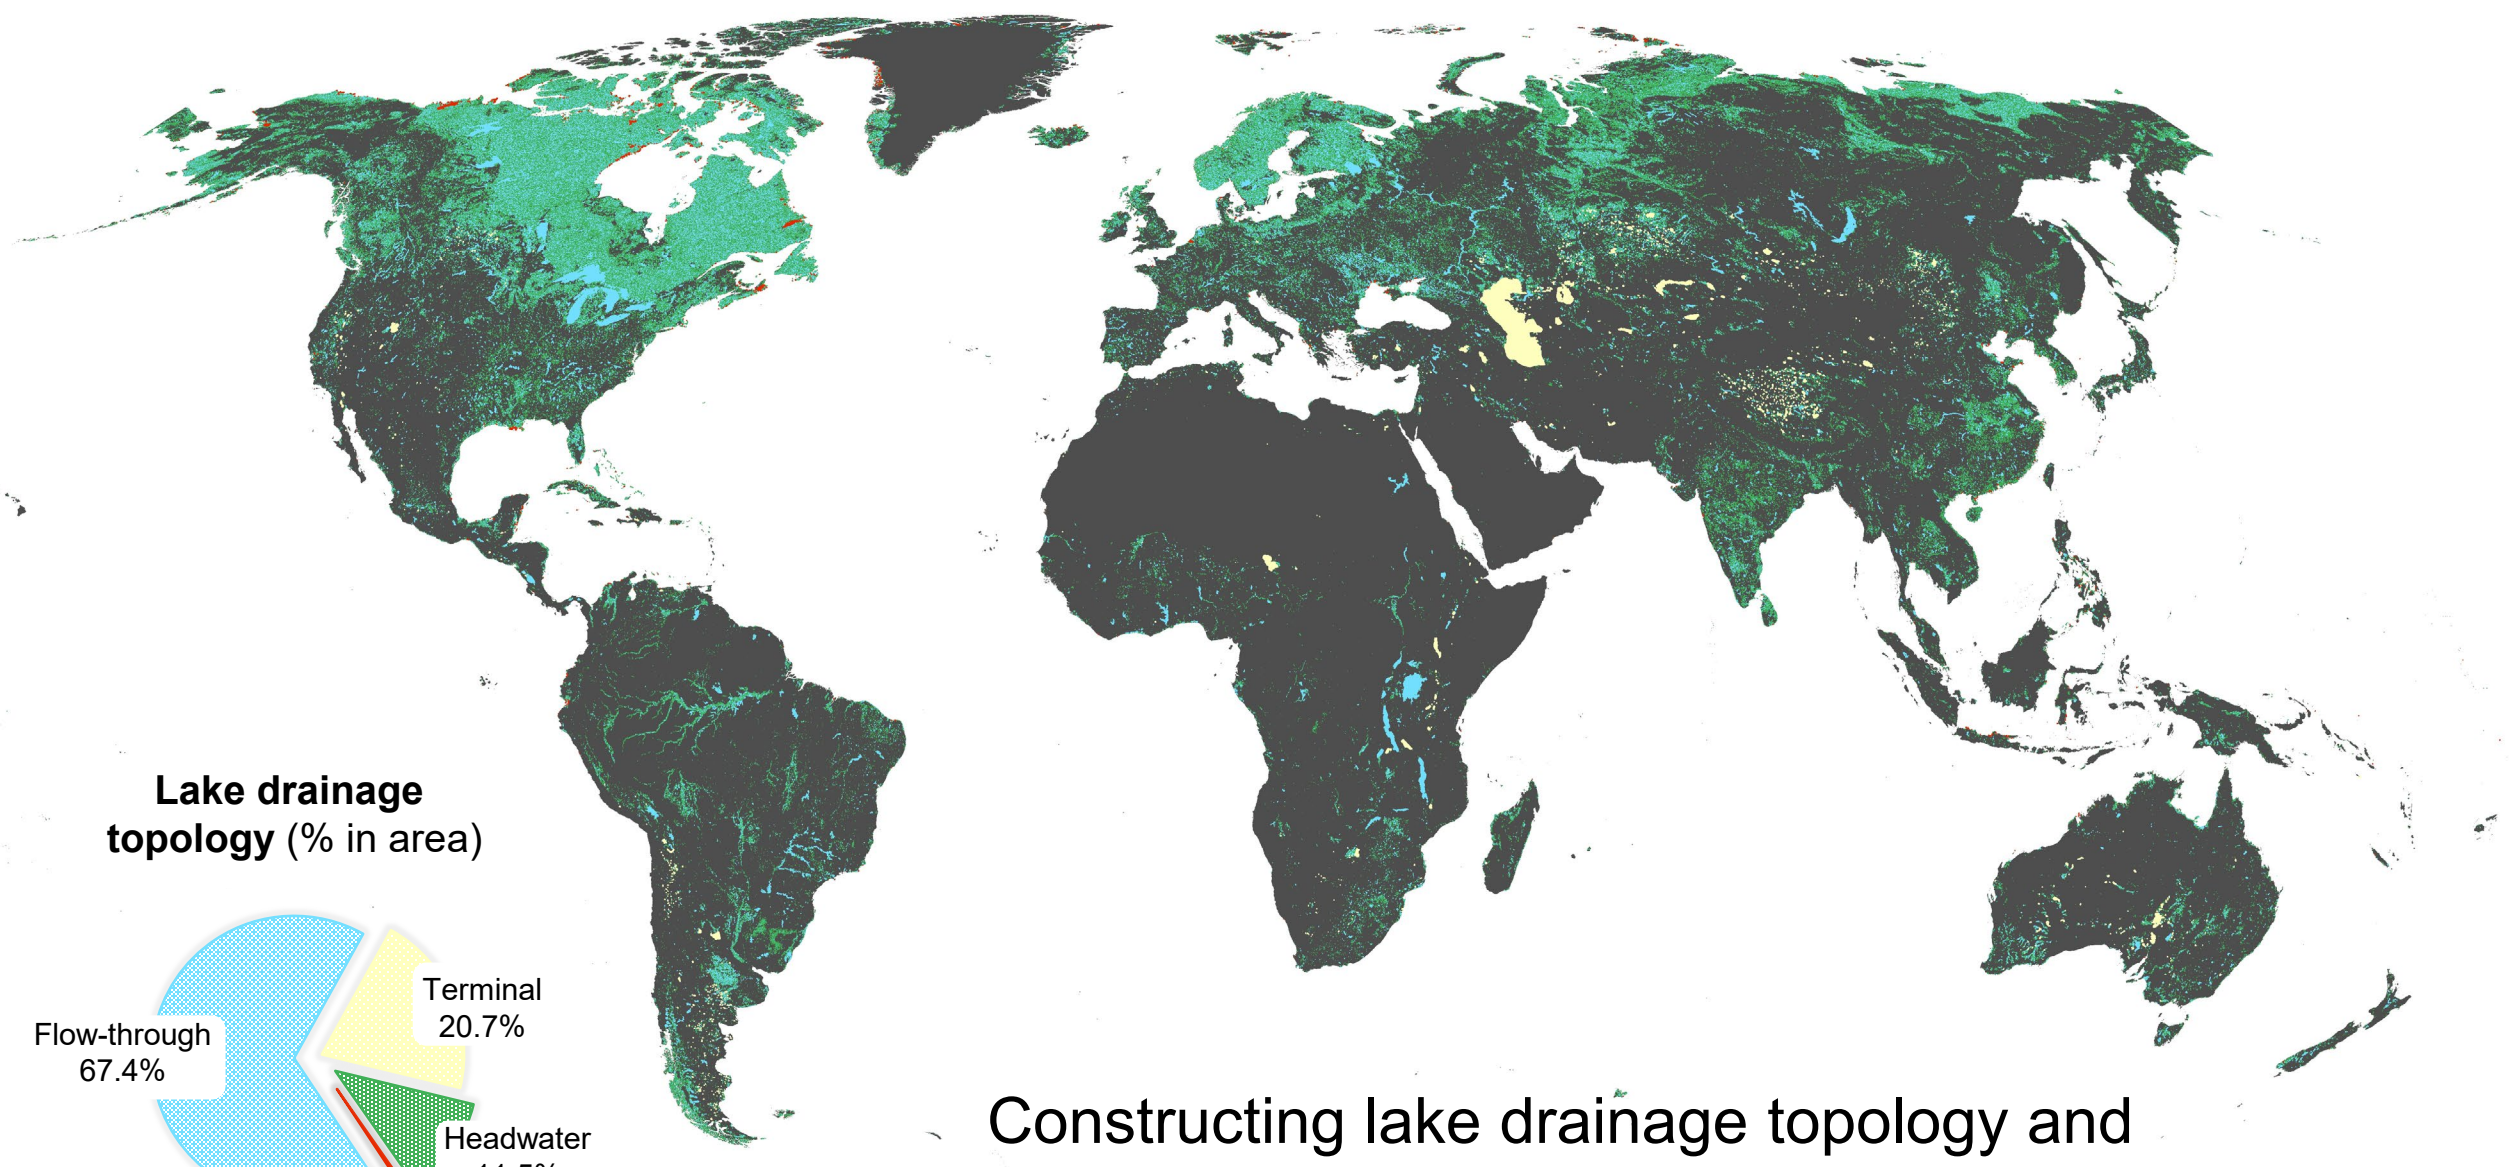 Lake drainage
topology (% in area)
Terminal
20.7%
Flow-through
67.4%
Headwater
Constructing lake drainage topology and